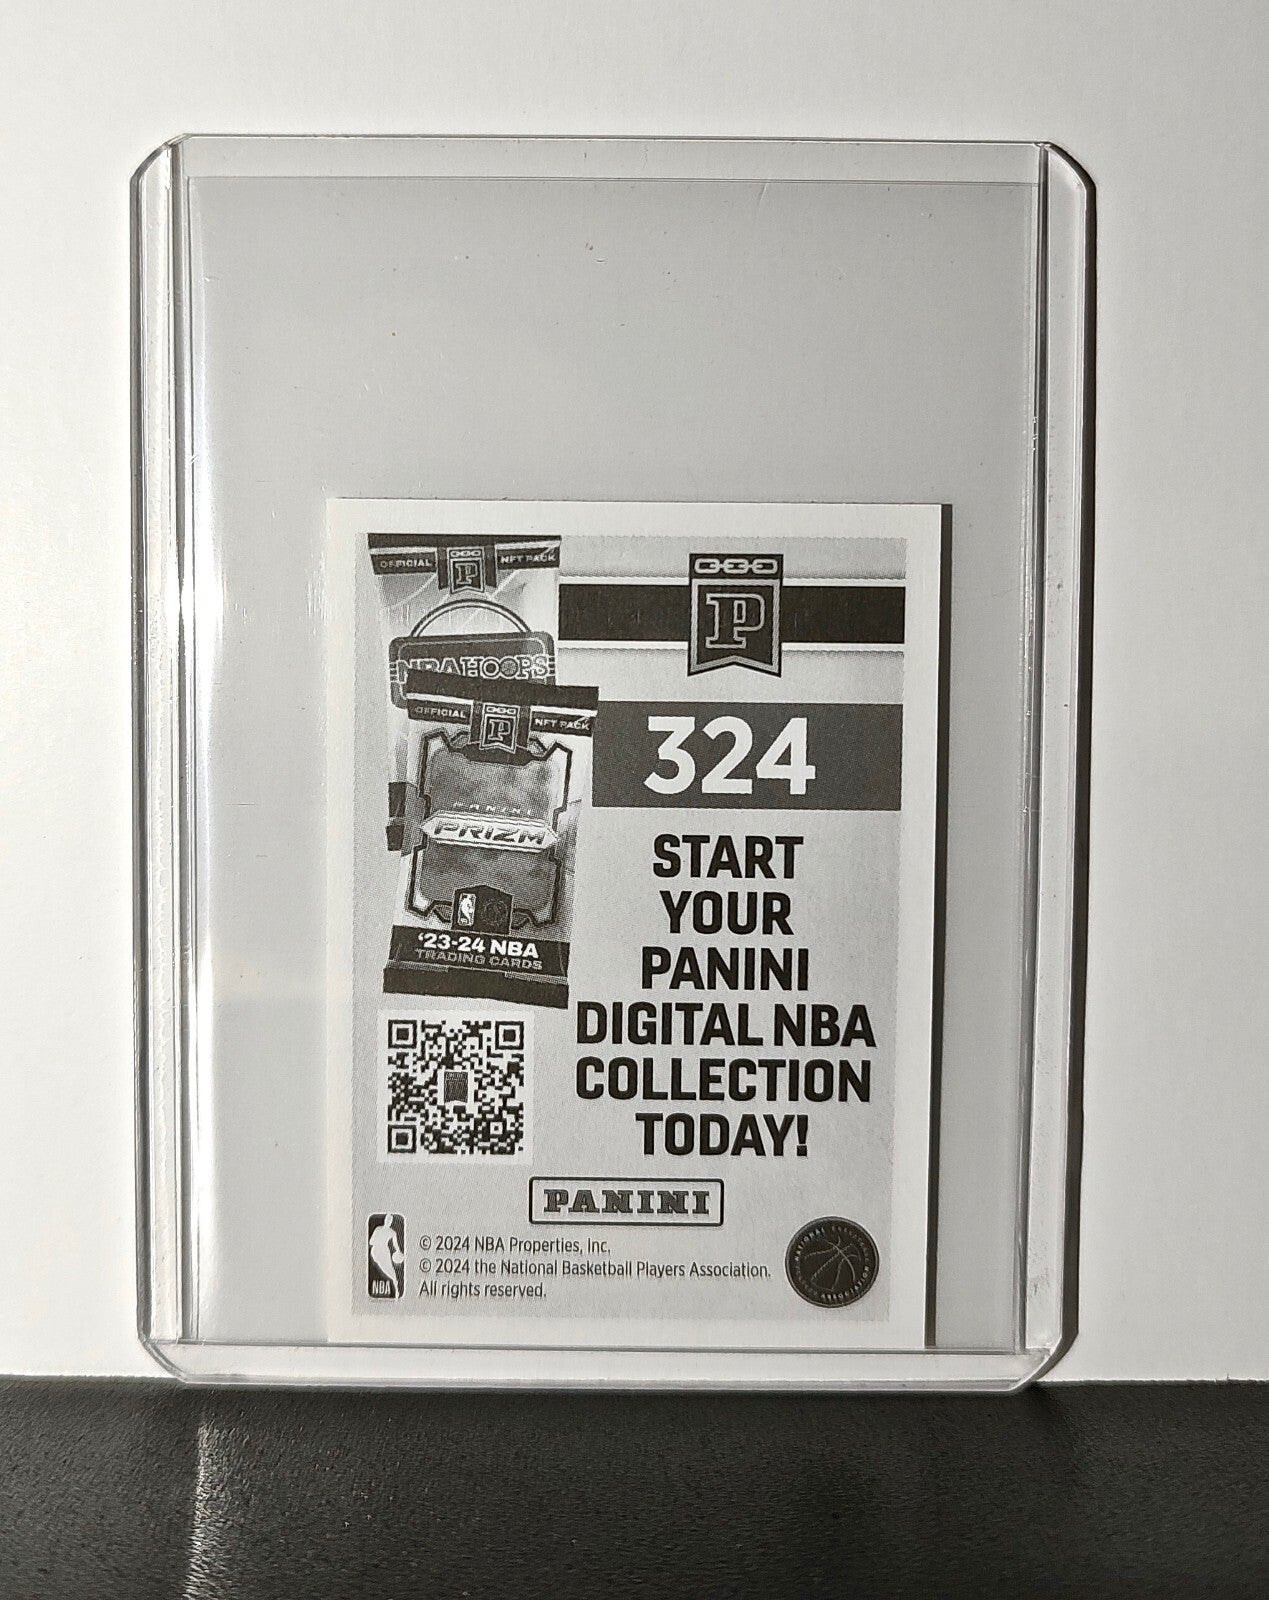 OFFICIAL
P
NFT PACK
NBA HOOPS
OFFICIAL
P
NFT PACK
PANINI
PRIZM
'23-24 NBA
TRADING CARDS
P
324
START
YOUR
PANINI
DIGITAL NBA
COLLECTION
TODAY!
PANINI
NBA
© 2024 NBA Properties, Inc.
© 2024 the National Basketball Players Association.
All rights reserved.